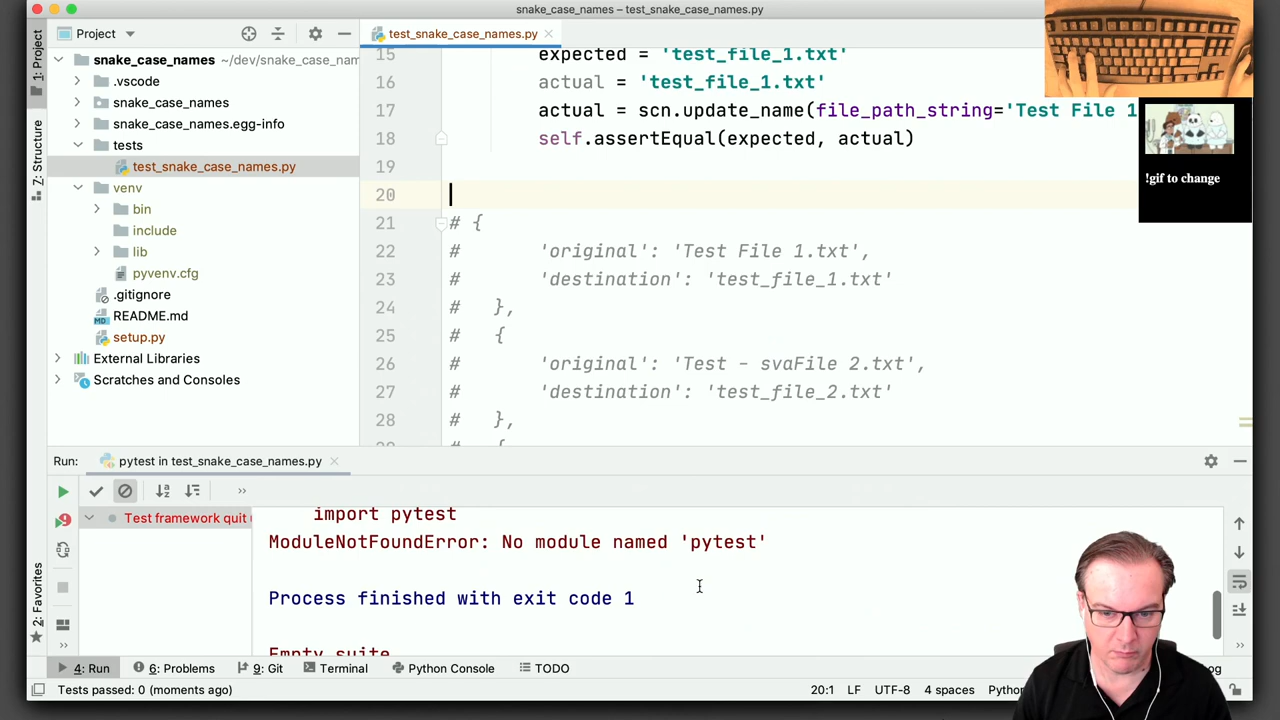 snake_case_names – test_snake_case_names.py
1: Project
Project
test_snake_case_names.py
snake_case_names ~/dev/snake_case_nam
.vscode
snake_case_names
snake_case_names.egg-info
tests
test_snake_case_names.py
venv
bin
include
lib
pyvenv.cfg
.gitignore
README.md
setup.py
External Libraries
Scratches and Consoles
Z: Structure
2: Favorites
15 expected = 'test_file_1.txt'
16 actual = 'test_file_1.txt'
17 actual = scn.update_name(file_path_string='Test File 1
18 self.assertEqual(expected, actual)
19
20
21 # {
22 # 'original': 'Test File 1.txt',
23 # 'destination': 'test_file_1.txt'
24 # },
25 # {
26 # 'original': 'Test - svaFile 2.txt',
27 # 'destination': 'test_file_2.txt'
28 # },
!gif to change
Run: pytest in test_snake_case_names.py
Test framework quit
import pytest
ModuleNotFoundError: No module named 'pytest'
Process finished with exit code 1
Empty suite
4: Run
6: Problems
9: Git
Terminal
Python Console
TODO
Tests passed: 0 (moments ago)
20:1 LF UTF-8 4 spaces